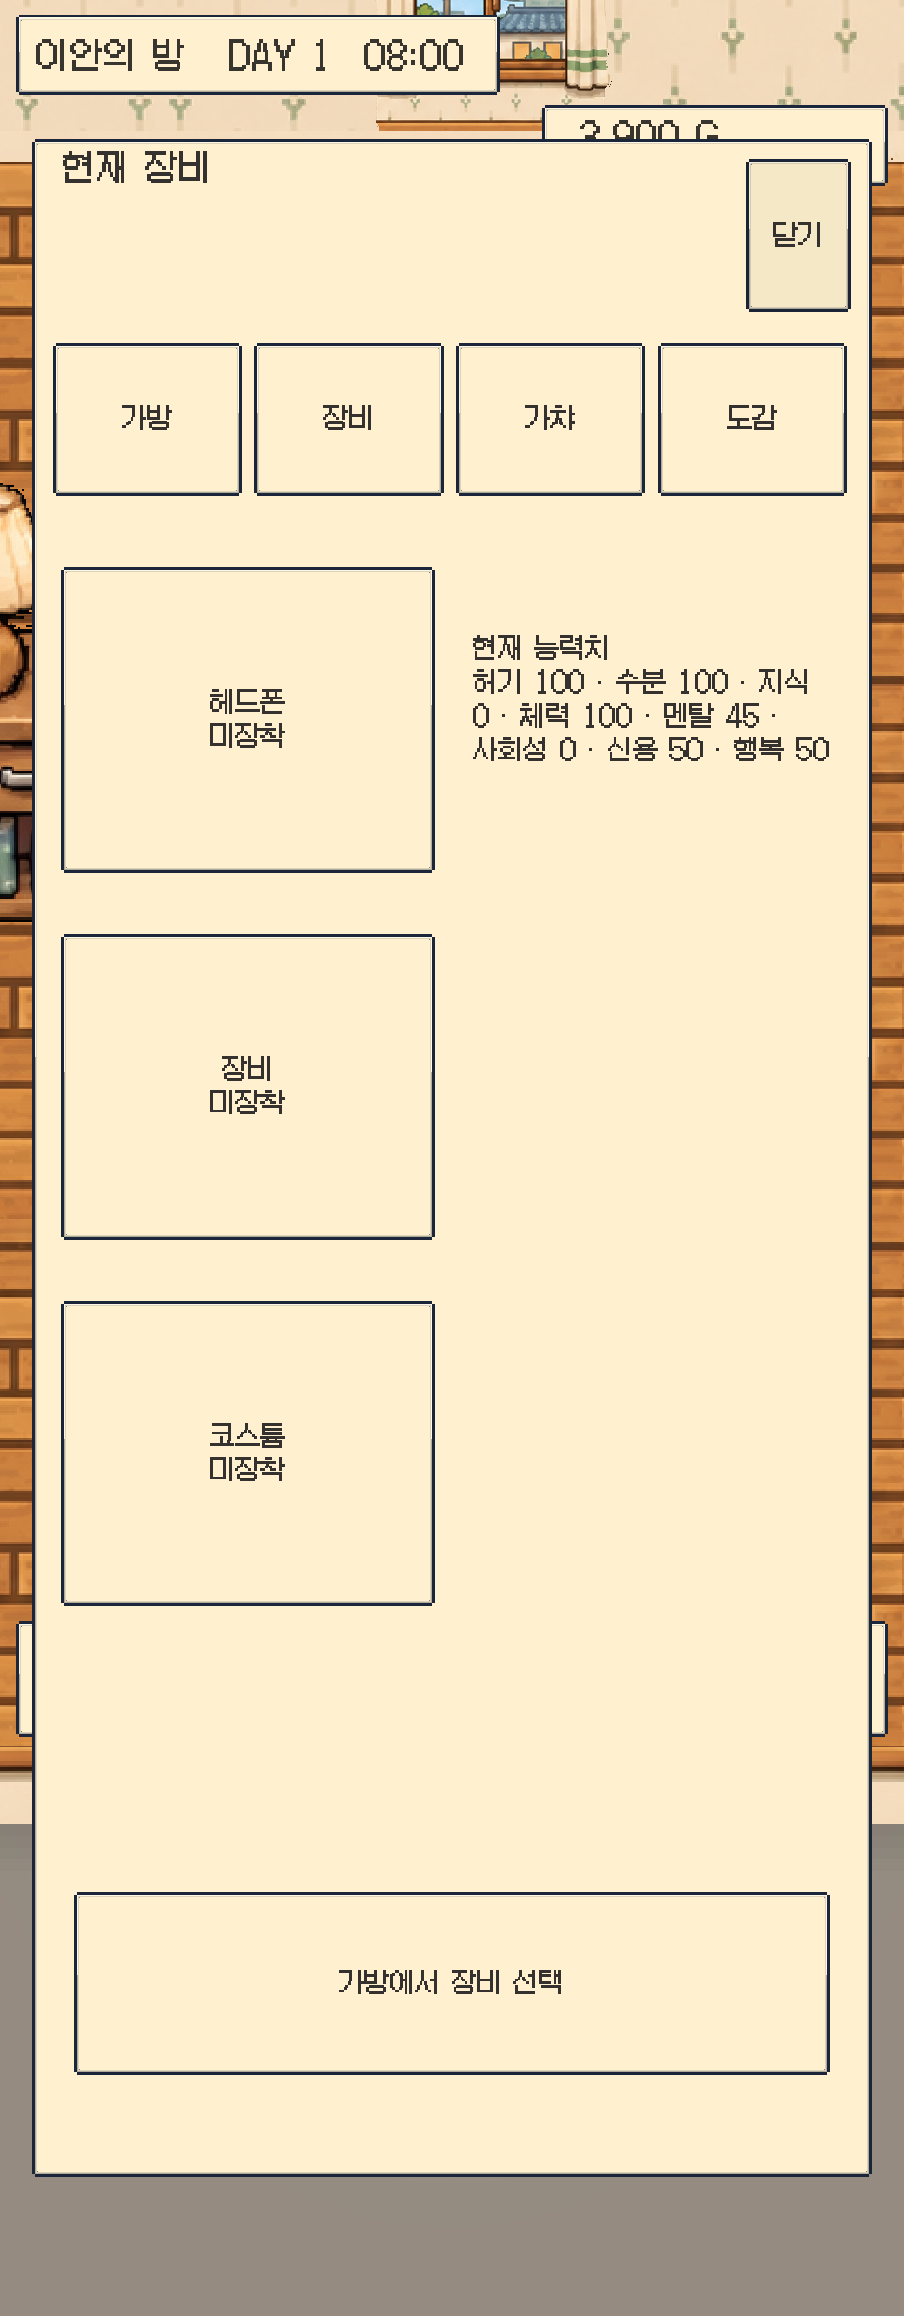 이안의 방 DAY 1 08:00
3,900 G
현재 장비
닫기
가방
장비
가챠
도감
헤드폰
미장착
현재 능력치
허기 100 · 수분 100 · 지식
0 · 체력 100 · 멘탈 45 ·
사회성 0 · 신용 50 · 행복 50
장비
미장착
코스튬
미장착
가방에서 장비 선택